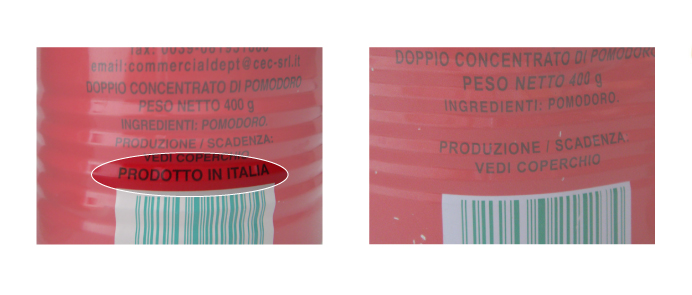 email:commercialdept@cec-srl.it
DOPPIO CONCENTRATO DI POMODORO
PESO NETTO 400 g
INGREDIENTI: POMODORO.
PRODUZIONE / SCADENZA:
VEDI COPERCHIO
PRODOTTO IN ITALIA
DOPPIO CONCENTRATO DI POMODORO
PESO NETTO 400 g
INGREDIENTI: POMODORO.
PRODUZIONE / SCADENZA:
VEDI COPERCHIO